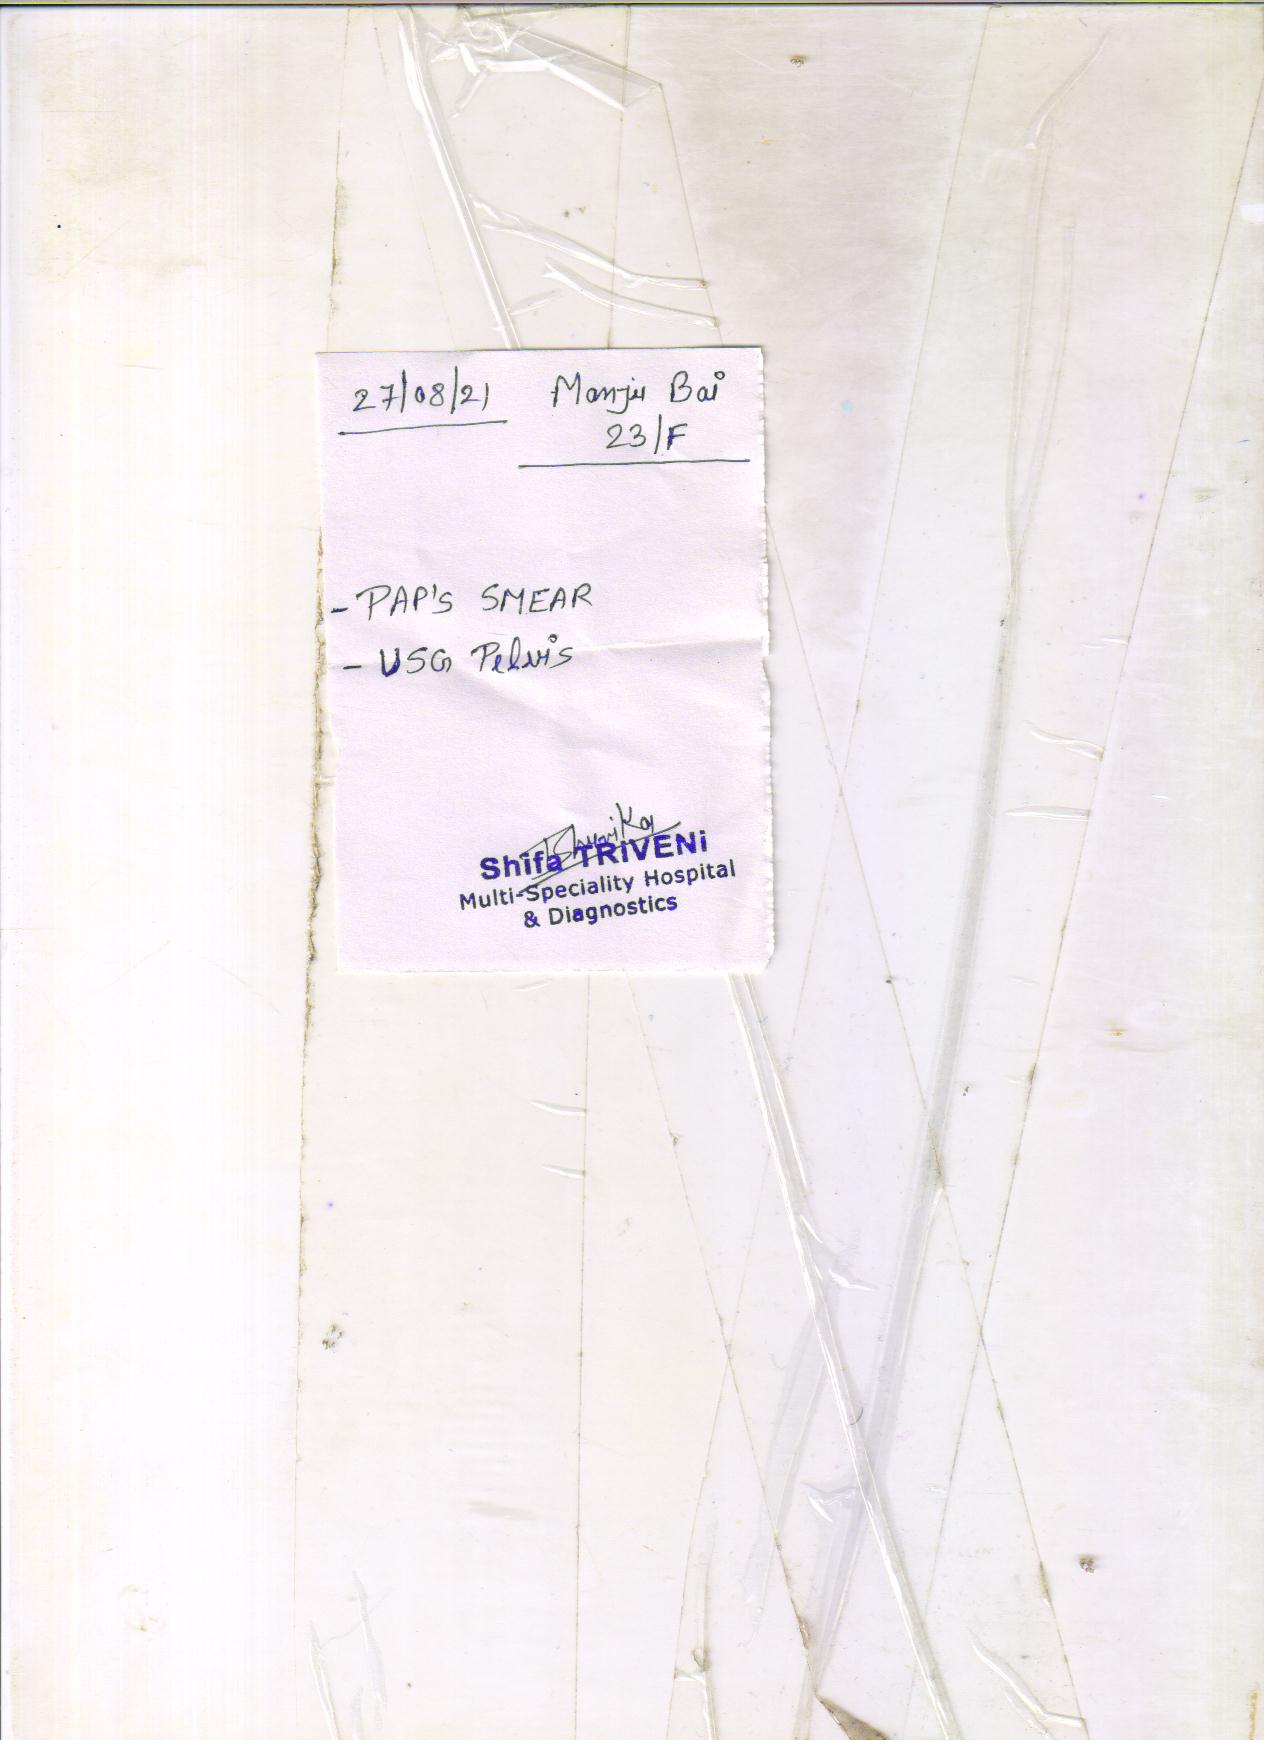 27/08/21 Manju Bai
23/F
- PAP'S SMEAR
- USG Pelvis
Shifa TRiVENi
Multi-Speciality Hospital
& Diagnostics